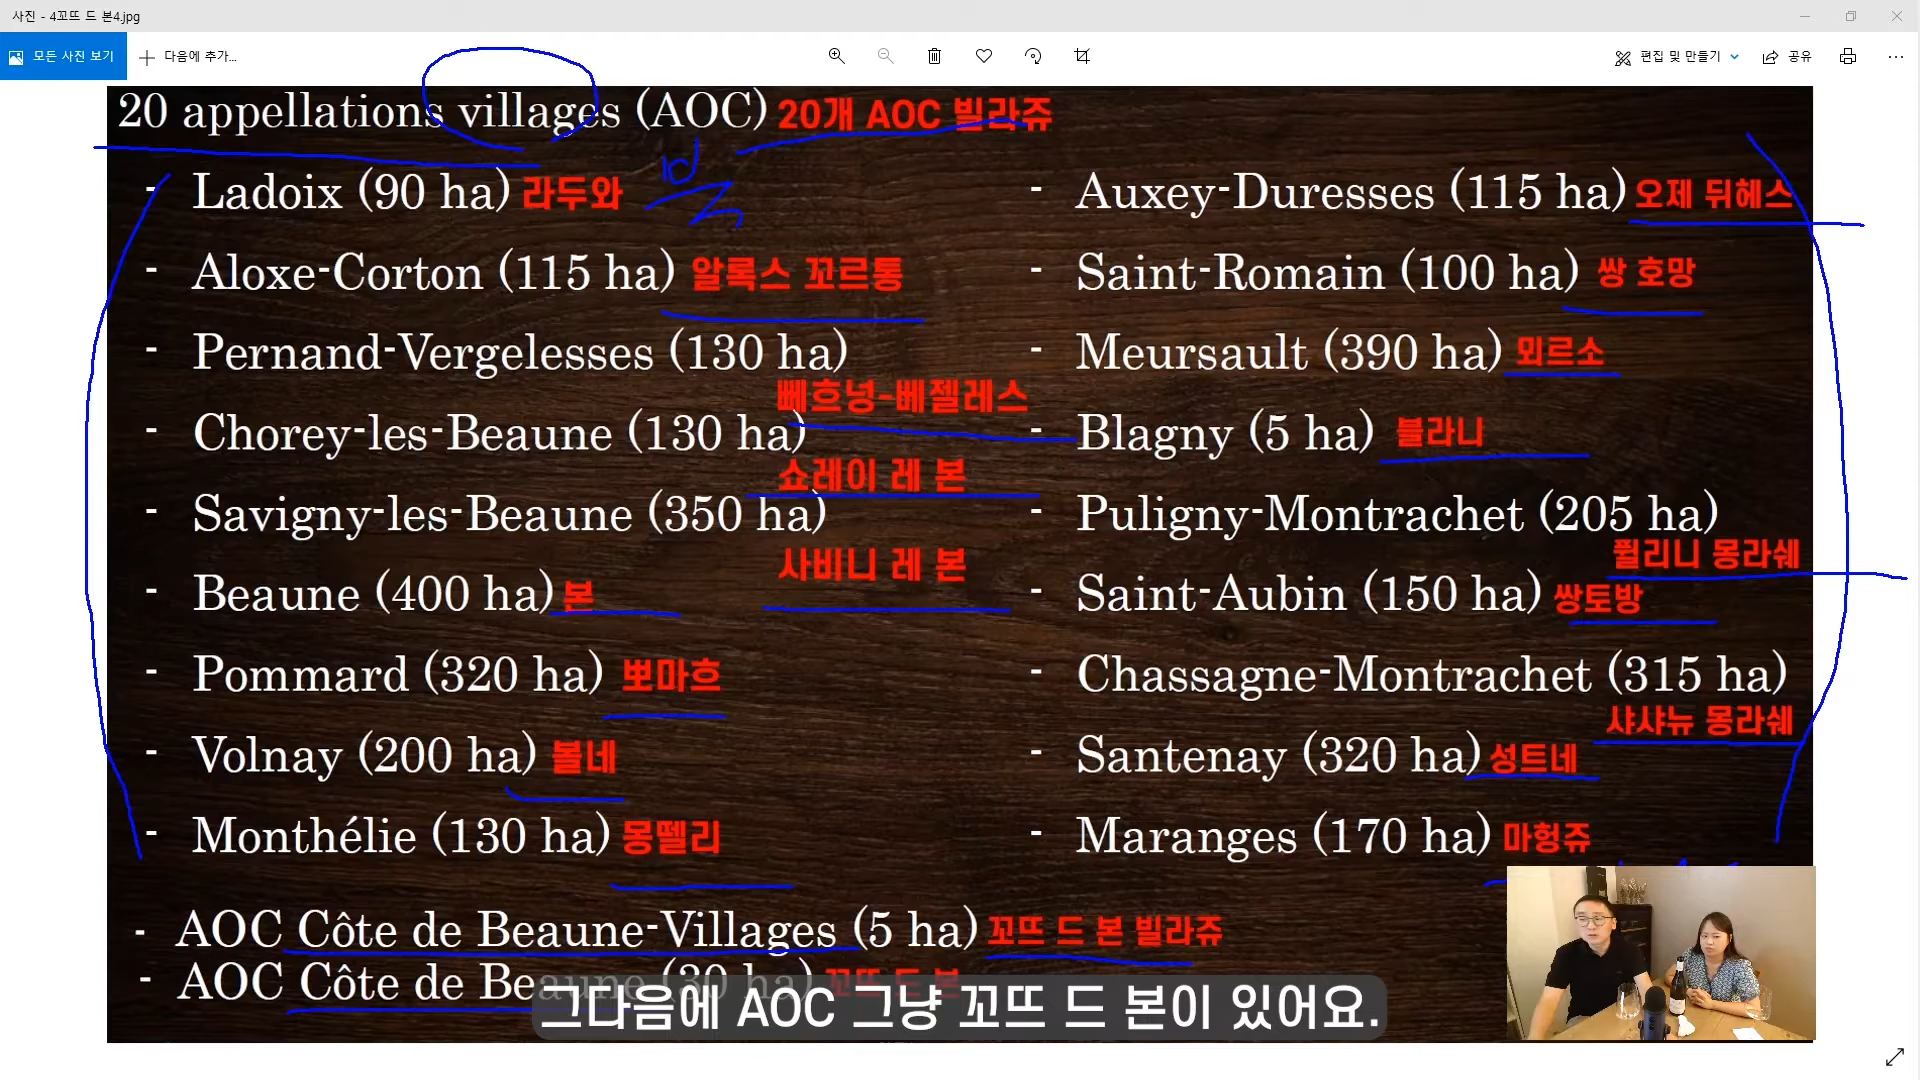 사진 - 4꼬뜨 드 본4.jpg
모든 사진 보기
다음에 추가...
편집 및 만들기
공유
20 appellations villages (AOC) 20개 AOC 빌라쥬
- Ladoix (90 ha) 라두와
- Aloxe-Corton (115 ha) 알록스 꼬르통
- Pernand-Vergelesses (130 ha)
뻬흐넝-베젤레스
- Chorey-les-Beaune (130 ha)
쇼레이 레 본
- Savigny-les-Beaune (350 ha)
사비니 레 본
- Beaune (400 ha) 본
- Pommard (320 ha) 뽀마흐
- Volnay (200 ha) 볼네
- Monthélie (130 ha) 몽뗄리
- Auxey-Duresses (115 ha) 오제 뒤헤스
- Saint-Romain (100 ha) 쌍 호망
- Meursault (390 ha) 뫼르소
- Blagny (5 ha) 블라니
- Puligny-Montrachet (205 ha)
퓔리니 몽라쉐
- Saint-Aubin (150 ha) 쌍토방
- Chassagne-Montrachet (315 ha)
샤샤뉴 몽라쉐
- Santenay (320 ha) 성트네
- Maranges (170 ha) 마헝쥬
- AOC Côte de Beaune-Villages (5 ha) 꼬뜨 드 본 빌라쥬
- AOC Côte de Beaune (30 ha) 꼬뜨 드 본
그다음에 AOC 그냥 꼬뜨 드 본이 있어요.